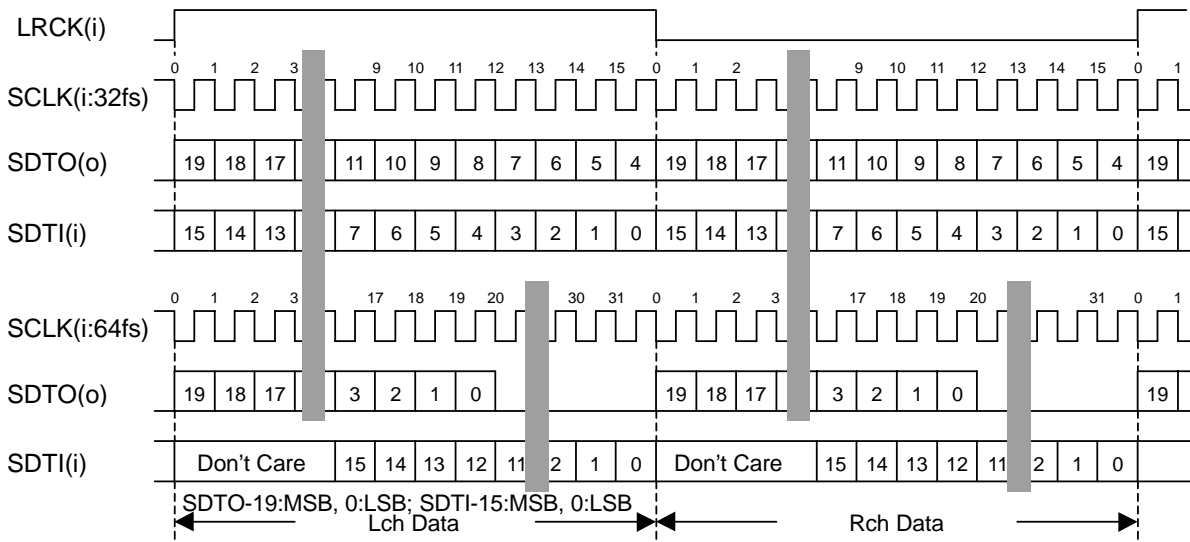 LRCK(i)
0 1 2 3 9 10 11 12 13 14 15 0 1 2 9 10 11 12 13 14 15 0 1
SCLK(i:32fs)
SDTO(o) 19 18 17 11 10 9 8 7 6 5 4 19 18 17 11 10 9 8 7 6 5 4 19
SDTI(i) 15 14 13 7 6 5 4 3 2 1 0 15 14 13 7 6 5 4 3 2 1 0 15
0 1 2 3 17 18 19 20 30 31 0 1 2 3 17 18 19 20 31 0 1
SCLK(i:64fs)
SDTO(o) 19 18 17 3 2 1 0 19 18 17 3 2 1 0 19
SDTI(i) Don't Care 15 14 13 12 11 2 1 0 Don't Care 15 14 13 12 11 2 1 0
SDTO-19:MSB, 0:LSB; SDTI-15:MSB, 0:LSB
Lch Data Rch Data